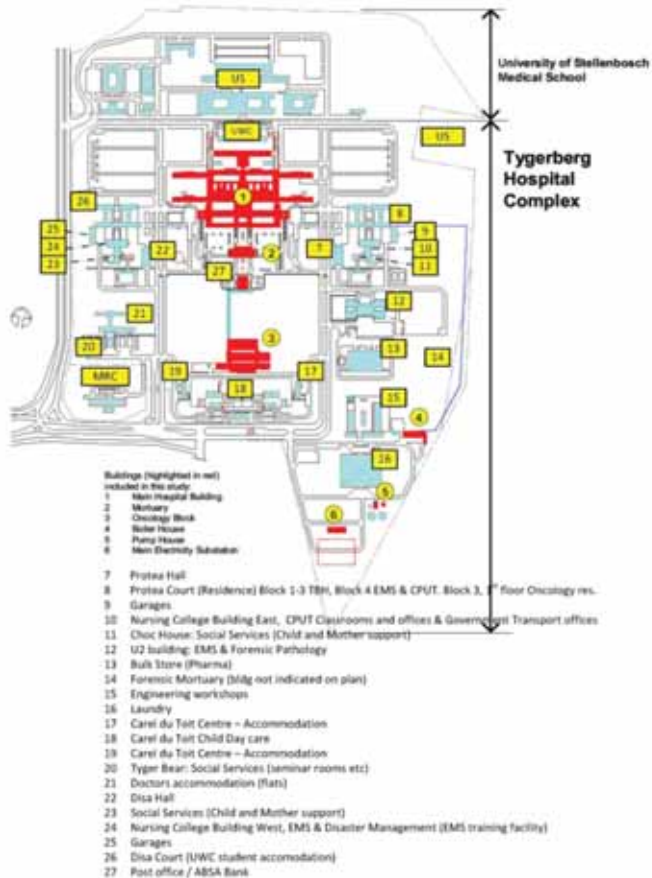 University of Stellenbosch
Medical School
US
UWC
US
Tygerberg
Hospital
Complex
1
26
8
25
9
24
22
2
7
10
23
27
11
12
21
3
13
14
20
19
17
MRC
18
15
4
16
5
6
Buildings (highlighted in red)
included in this study:
1 Main Hospital Building
2 Mortuary
3 Oncology Block
4 Boiler House
5 Pump House
6 Main Electricity Substation
7 Protea Hall
8 Protea Court (Residence) Block 1-3 TBH, Block 4 EMS & CPUT. Block 3, 1st floor Oncology res.
9 Garages
10 Nursing College Building East, CPUT Classrooms and offices & Government Transport offices
11 Choc House: Social Services (Child and Mother support)
12 U2 building: EMS & Forensic Pathology
13 Bulk Store (Pharma)
14 Forensic Mortuary (bldg not indicated on plan)
15 Engineering workshops
16 Laundry
17 Carel du Toit Centre – Accommodation
18 Carel du Toit Child Day care
19 Carel du Toit Centre – Accommodation
20 Tyger Bear: Social Services (seminar rooms etc)
21 Doctors accommodation (flats)
22 Disa Hall
23 Social Services (Child and Mother support)
24 Nursing College Building West, EMS & Disaster Management (EMS training facility)
25 Garages
26 Disa Court (UWC student accomodation)
27 Post office / ABSA Bank